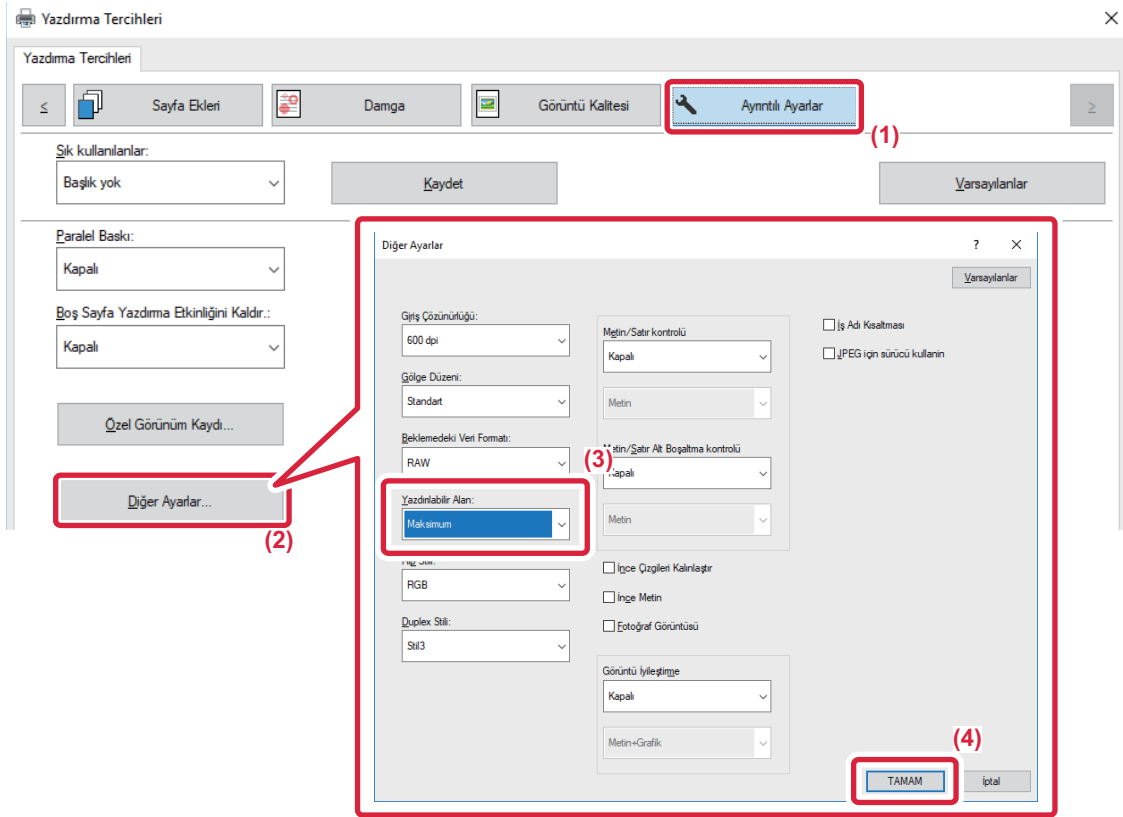 Yazdırma Tercihleri
Yazdırma Tercihleri
< Sayfa Ekleri Damga Görüntü Kalitesi Ayrıntılı Ayarlar >
(1)
Sık kullanılanlar:
Başlık yok Kaydet Varsayılanlar
Paralel Baskı:
Kapalı
Boş Sayfa Yazdırma Etkinliğini Kaldır.:
Kapalı
Özel Görünüm Kaydı...
Diğer Ayarlar...
(2)
Diğer Ayarlar ?
Varsayılanlar
Giriş Çözünürlüğü:
600 dpi
Gölge Düzeni:
Standart
Beklemedeki Veri Formatı:
RAW
(3)
Yazdırılabilir Alan:
Maksimum
Stili:
RGB
Duplex Stili:
Stil3
Metin/Satır kontrolü
Kapalı
Metin
Metin/Satır Alt Boşaltma kontrolü
Kapalı
Metin
İnce Çizgileri Kalınlaştır
İnce Metin
Fotoğraf Görüntüsü
Görüntü İyileştirme
Kapalı
Metin+Grafik
İş Adı Kısaltması
JPEG için sürücü kullanin
(4)
TAMAM İptal